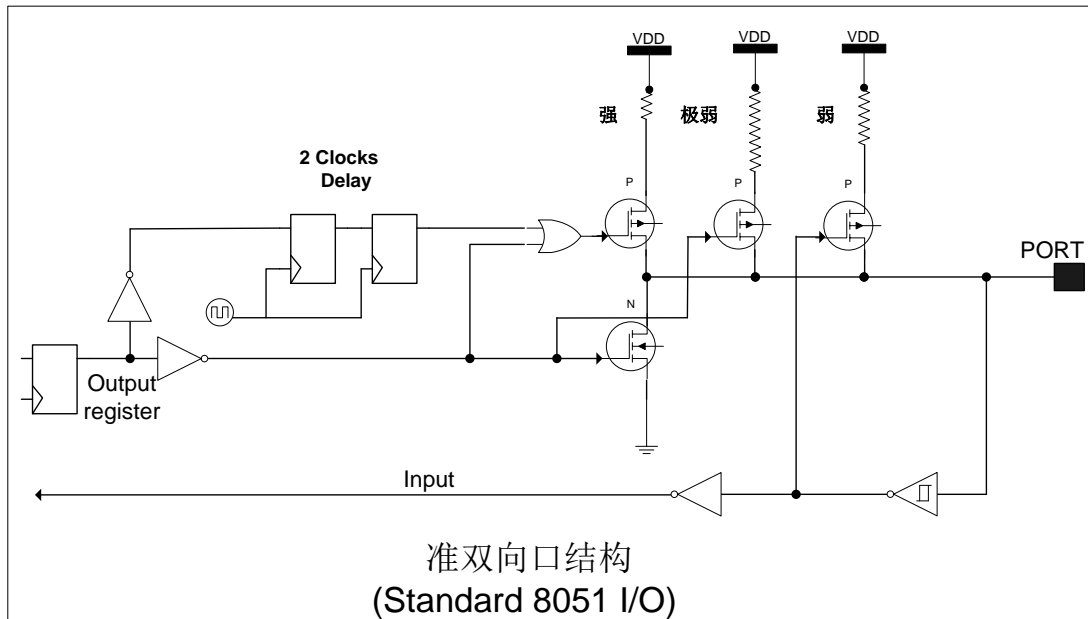 VDD VDD VDD
强 极弱 弱
2 Clocks
Delay
P P P
PORT
N
Output
register
Input
准双向口结构
(Standard 8051 I/O)